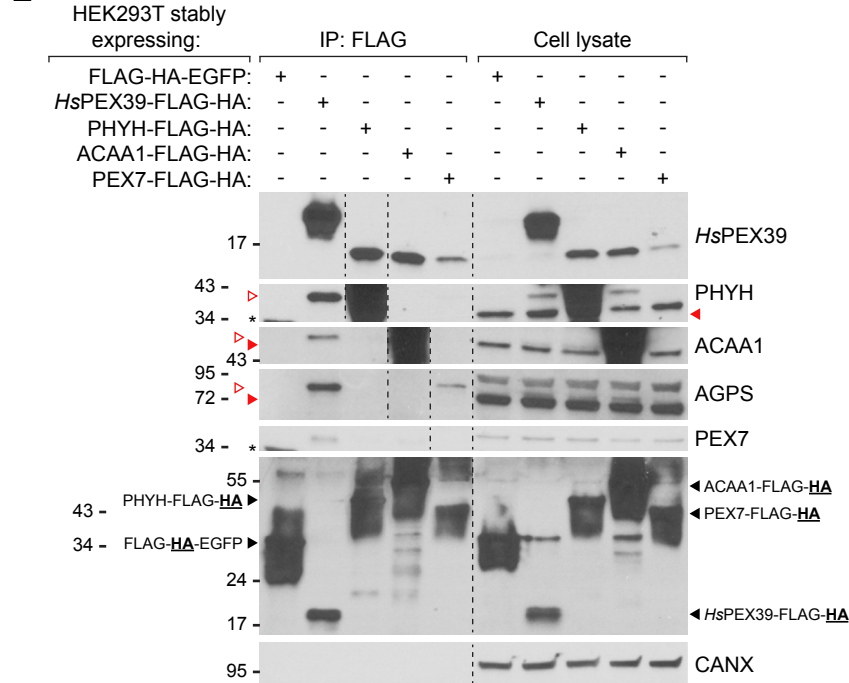 HEK293T stably
expressing:
IP: FLAG
Cell lysate
FLAG-HA-EGFP: + - - - - + - - - -
HsPEX39-FLAG-HA: - + - - - - + - - -
PHYH-FLAG-HA: - - + - - - - + - -
ACAA1-FLAG-HA: - - - + - - - - + -
PEX7-FLAG-HA: - - - - + - - - - +
17 -
HsPEX39
43 -
34 - *
PHYH
43 -
ACAA1
95 -
72 -
AGPS
34 - *
PEX7
55 -
43 -
34 -
24 -
17 -
PHYH-FLAG-HA
FLAG-HA-EGFP
ACAA1-FLAG-HA
PEX7-FLAG-HA
HsPEX39-FLAG-HA
95 -
CANX